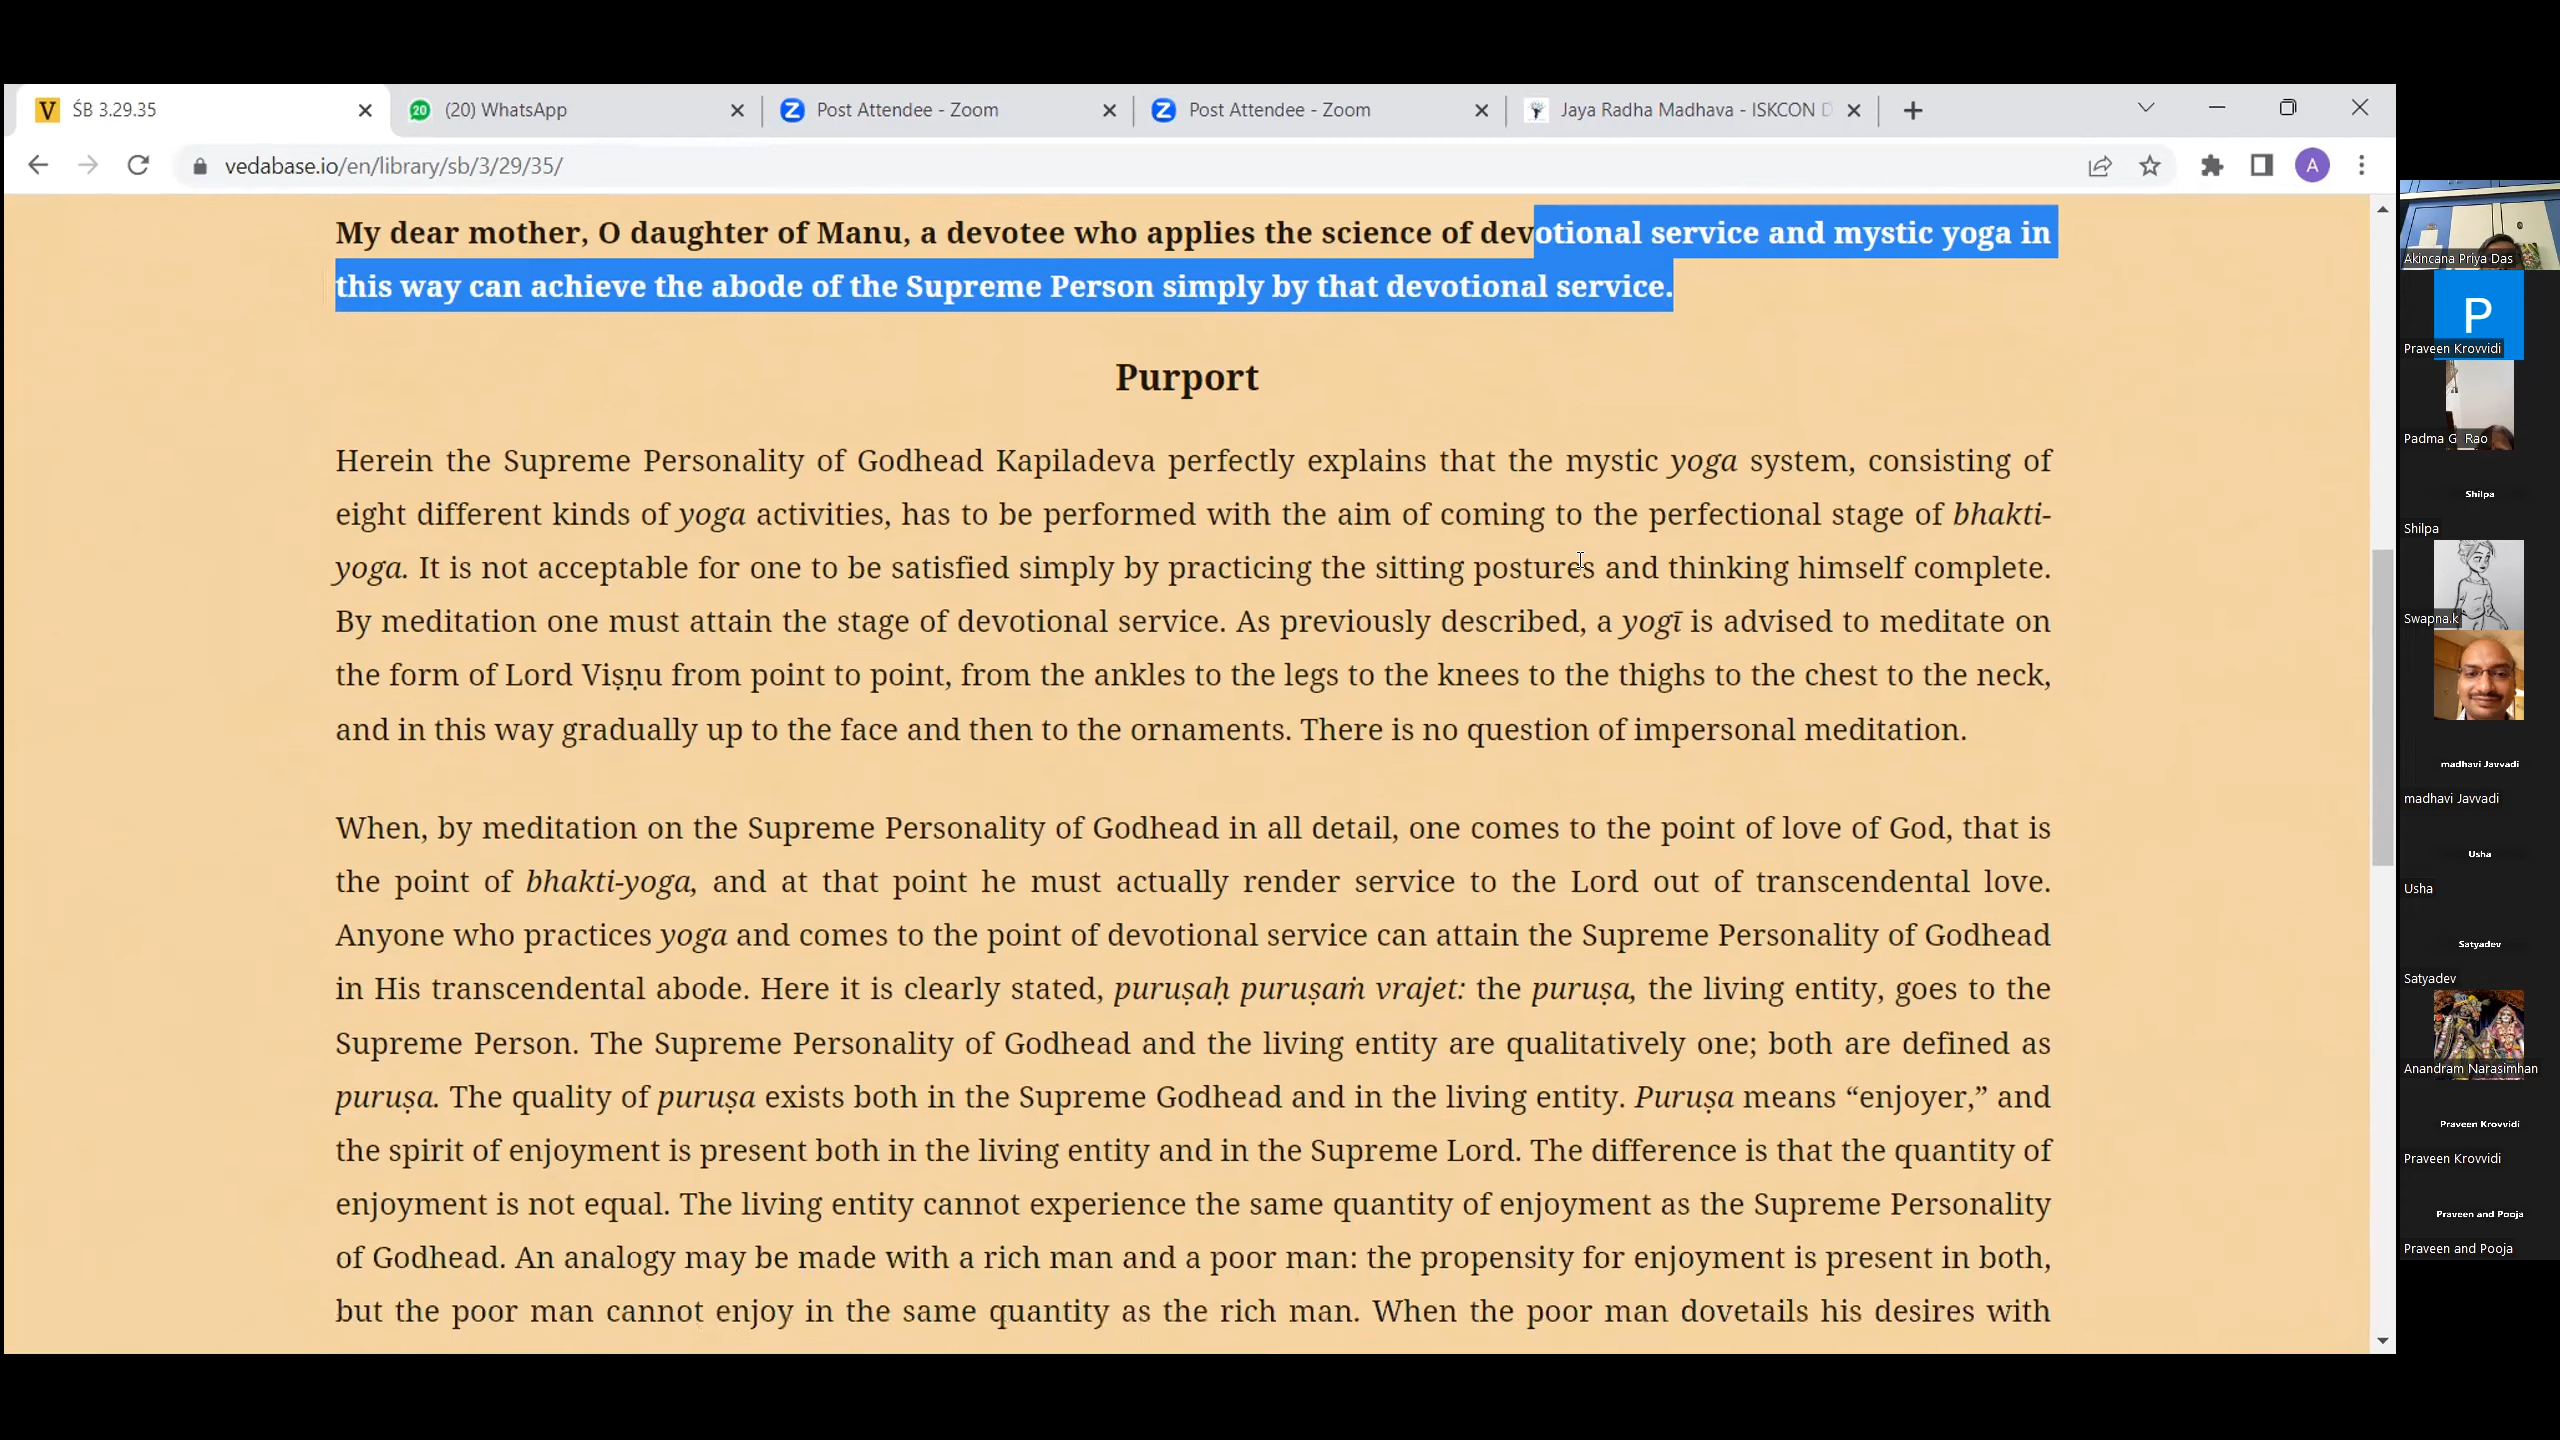 ŚB 3.29.35
(20) WhatsApp
Post Attendee - Zoom
Post Attendee - Zoom
Jaya Radha Madhava - ISKCON D
vedabase.io/en/library/sb/3/29/35/
A
My dear mother, O daughter of Manu, a devotee who applies the science of devotional service and mystic yoga in
this way can achieve the abode of the Supreme Person simply by that devotional service.
Purport
Herein the Supreme Personality of Godhead Kapiladeva perfectly explains that the mystic yoga system, consisting of
eight different kinds of yoga activities, has to be performed with the aim of coming to the perfectional stage of bhakti-
yoga. It is not acceptable for one to be satisfied simply by practicing the sitting postures and thinking himself complete.
By meditation one must attain the stage of devotional service. As previously described, a yogī is advised to meditate on
the form of Lord Viṣṇu from point to point, from the ankles to the legs to the knees to the thighs to the chest to the neck,
and in this way gradually up to the face and then to the ornaments. There is no question of impersonal meditation.
When, by meditation on the Supreme Personality of Godhead in all detail, one comes to the point of love of God, that is
the point of bhakti-yoga, and at that point he must actually render service to the Lord out of transcendental love.
Anyone who practices yoga and comes to the point of devotional service can attain the Supreme Personality of Godhead
in His transcendental abode. Here it is clearly stated, puruṣaḥ puruṣaṁ vrajet: the puruṣa, the living entity, goes to the
Supreme Person. The Supreme Personality of Godhead and the living entity are qualitatively one; both are defined as
puruṣa. The quality of puruṣa exists both in the Supreme Godhead and in the living entity. Puruṣa means “enjoyer,” and
the spirit of enjoyment is present both in the living entity and in the Supreme Lord. The difference is that the quantity of
enjoyment is not equal. The living entity cannot experience the same quantity of enjoyment as the Supreme Personality
of Godhead. An analogy may be made with a rich man and a poor man: the propensity for enjoyment is present in both,
but the poor man cannot enjoy in the same quantity as the rich man. When the poor man dovetails his desires with
Akincana Priya Das
P
Praveen Krovvidi
Padma G Rao
Shilpa
Shilpa
Swapna.k
madhavi Javvadi
madhavi Javvadi
Usha
Usha
Satyadev
Satyadev
Anandram Narasimhan
Praveen Krovvidi
Praveen Krovvidi
Praveen and Pooja
Praveen and Pooja